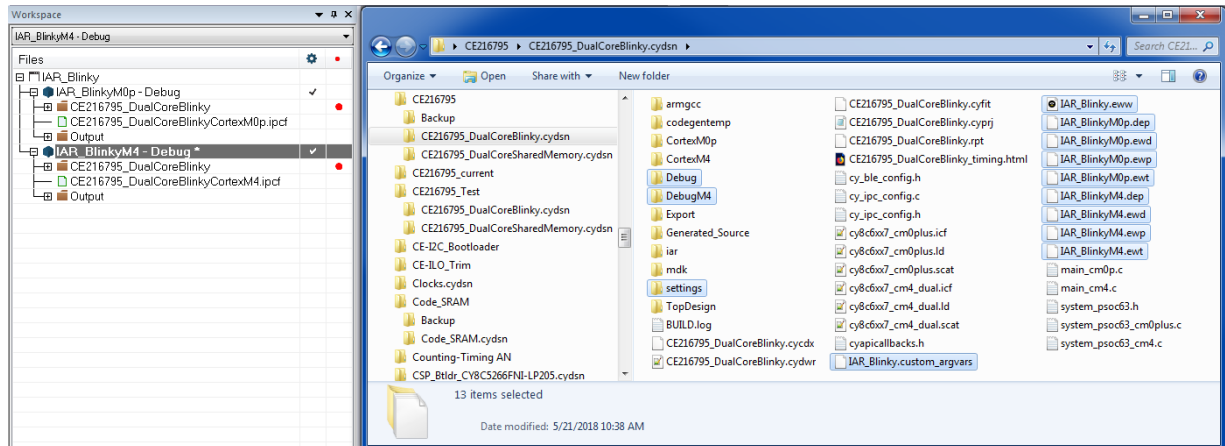 Workspace
IAR_BlinkyM4 - Debug
Files
IAR_Blinky
IAR_BlinkyM0p - Debug
CE216795_DualCoreBlinky
CE216795_DualCoreBlinkyCortexM0p.ipcf
Output
IAR_BlinkyM4 - Debug *
CE216795_DualCoreBlinky
CE216795_DualCoreBlinkyCortexM4.ipcf
Output
CE216795 CE216795_DualCoreBlinky.cydsn
Search CE21...
Organize Open Share with New folder
CE216795
Backup
CE216795_DualCoreBlinky.cydsn
CE216795_DualCoreSharedMemory.cydsn
CE216795_current
CE216795_Test
CE216795_DualCoreBlinky.cydsn
CE216795_DualCoreSharedMemory.cydsn
CE-I2C_Bootloader
CE-ILO_Trim
Clocks.cydsn
Code_SRAM
Backup
Code_SRAM.cydsn
Counting-Timing AN
CSP_Btldr_CY8C5266FNI-LP205.cydsn
armgcc
codegentemp
CortexM0p
CortexM4
Debug
DebugM4
Export
Generated_Source
iar
mdk
settings
TopDesign
BUILD.log
CE216795_DualCoreBlinky.cycdx
CE216795_DualCoreBlinky.cydwr
CE216795_DualCoreBlinky.cyfit
CE216795_DualCoreBlinky.cyprj
CE216795_DualCoreBlinky.rpt
CE216795_DualCoreBlinky_timing.html
cy_ble_config.h
cy_ipc_config.c
cy_ipc_config.h
cy8c6xx7_cm0plus.icf
cy8c6xx7_cm0plus.ld
cy8c6xx7_cm0plus.scat
cy8c6xx7_cm4_dual.icf
cy8c6xx7_cm4_dual.ld
cy8c6xx7_cm4_dual.scat
cyapicallbacks.h
IAR_Blinky.custom_argvars
IAR_Blinky.eww
IAR_BlinkyM0p.dep
IAR_BlinkyM0p.ewd
IAR_BlinkyM0p.ewp
IAR_BlinkyM0p.ewt
IAR_BlinkyM4.dep
IAR_BlinkyM4.ewd
IAR_BlinkyM4.ewp
IAR_BlinkyM4.ewt
main_cm0p.c
main_cm4.c
system_psoc63.h
system_psoc63_cm0plus.c
system_psoc63_cm4.c
13 items selected
Date modified: 5/21/2018 10:38 AM